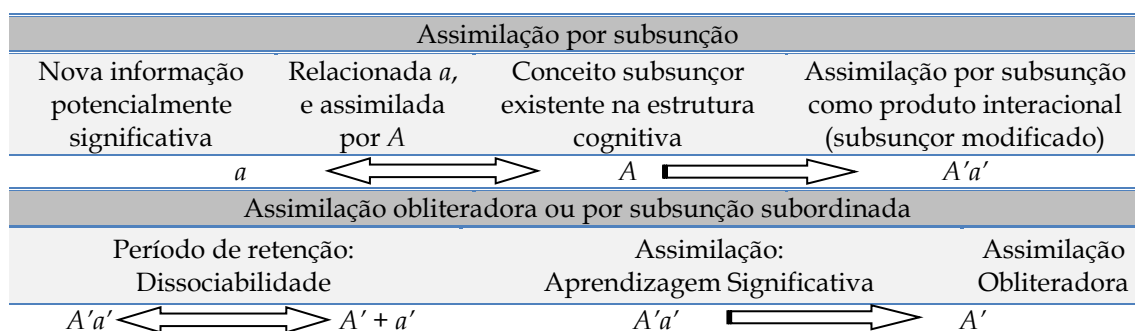 Assimilação por subsunção
Nova informação Relacionada a, Conceito subsunçor Assimilação por subsunção
potencialmente e assimilada existente na estrutura como produto interacional
significativa por A cognitiva (subsunçor modificado)
a A A'a'
Assimilação obliteradora ou por subsunção subordinada
Período de retenção: Assimilação: Assimilação
Dissociabilidade Aprendizagem Significativa Obliteradora
A'a' A' + a' A'a' A'